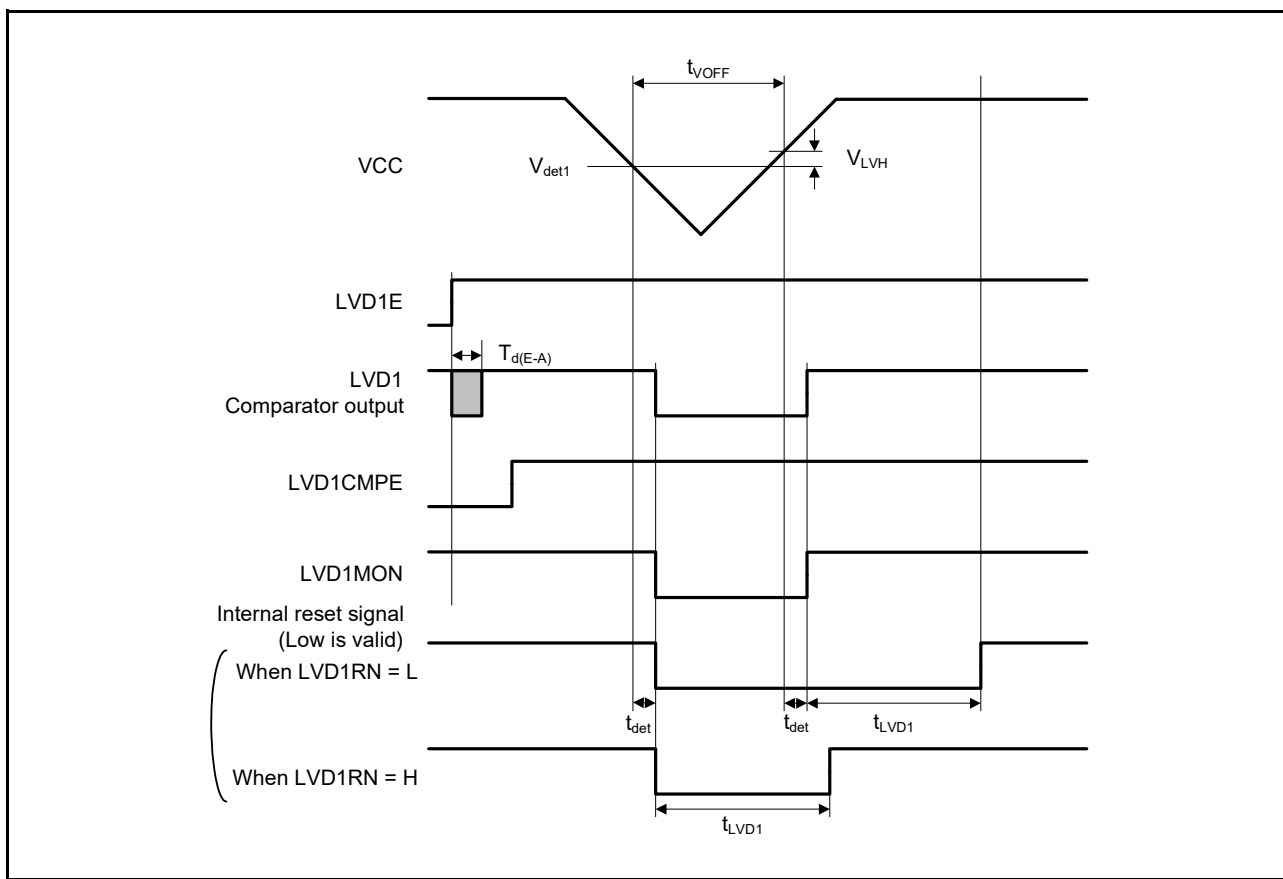 tVOFF
VCC
Vdet1
VLVH
LVD1E
Td(E-A)
LVD1
Comparator output
LVD1CMPE
LVD1MON
Internal reset signal
(Low is valid)
When LVD1RN = L
tdet
tdet
tLVD1
When LVD1RN = H
tLVD1